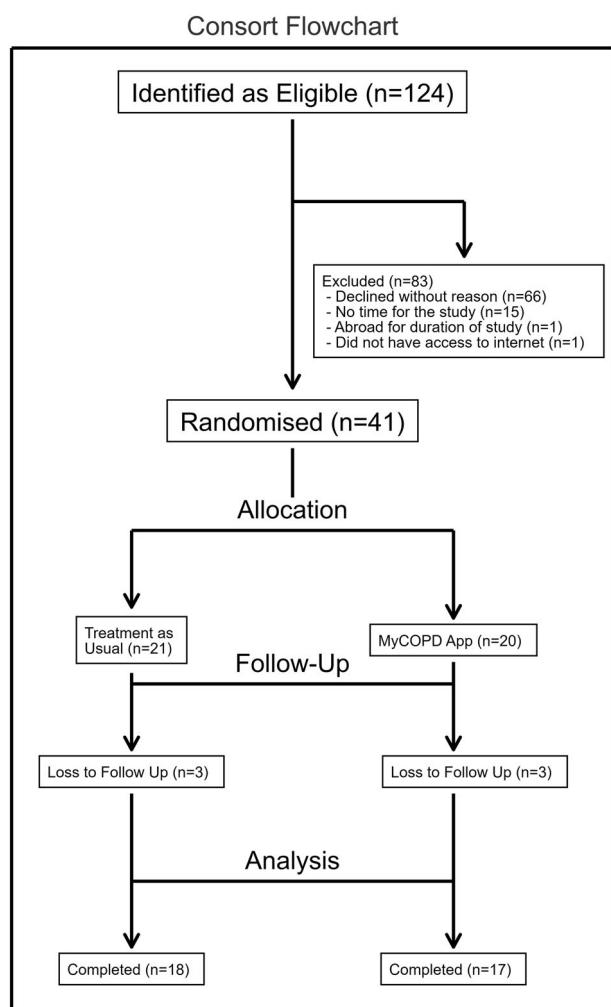 Consort Flowchart
Identified as Eligible (n=124)
Excluded (n=83)
- Declined without reason (n=66)
- No time for the study (n=15)
- Abroad for duration of study (n=1)
- Did not have access to internet (n=1)
Randomised (n=41)
Allocation
Treatment as
Usual (n=21)
MyCOPD App (n=20)
Follow-Up
Loss to Follow Up (n=3)
Loss to Follow Up (n=3)
Analysis
Completed (n=18)
Completed (n=17)